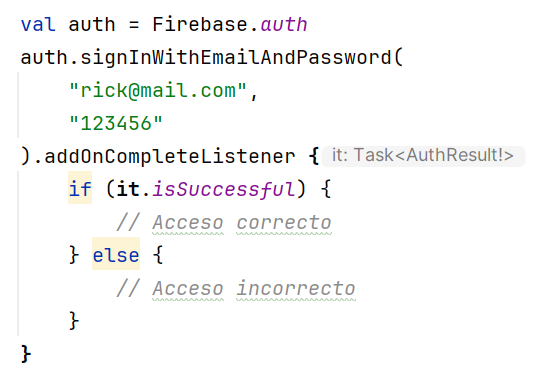 val auth = Firebase.auth
auth.signInWithEmailAndPassword(
    "rick@mail.com",
    "123456"
).addOnCompleteListener { it: Task<AuthResult!>
    if (it.isSuccessful) {
        // Acceso correcto
    } else {
        // Acceso incorrecto
    }
}